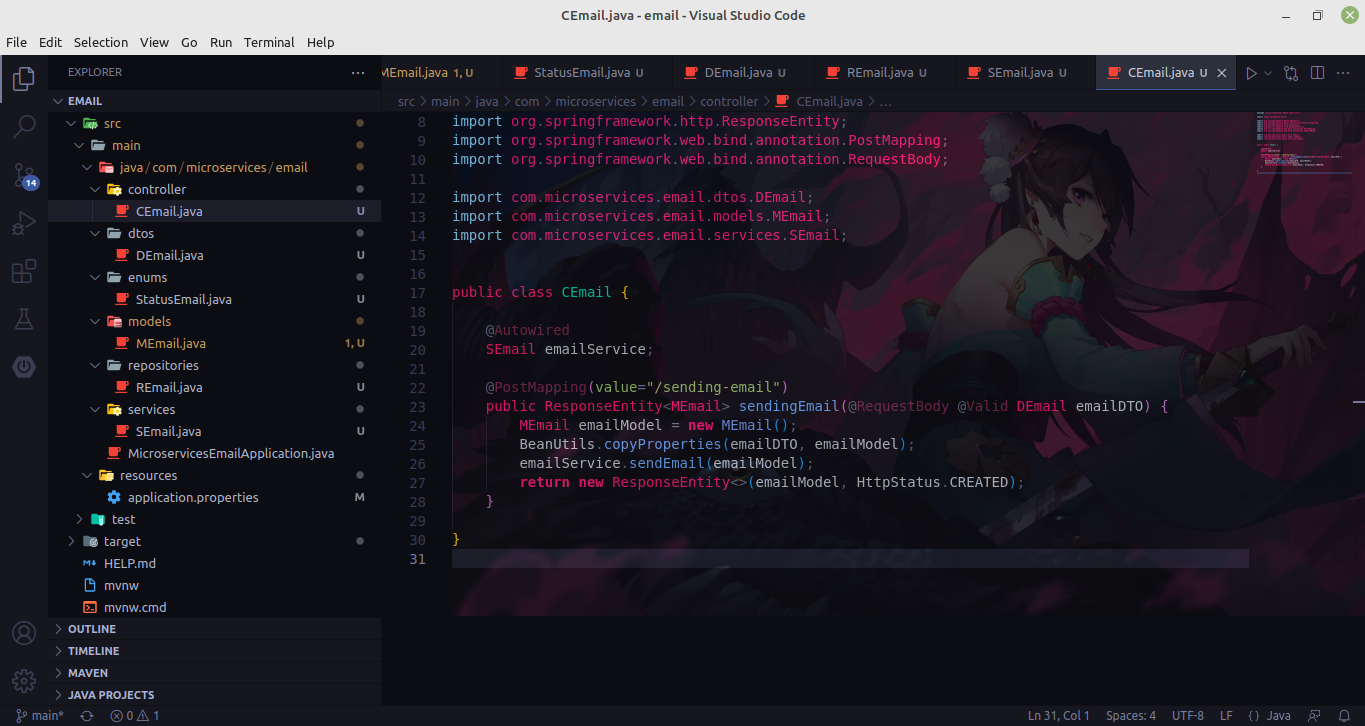 CEmail.java - email - Visual Studio Code
File Edit Selection View Go Run Terminal Help
EXPLORER
EMAIL
src
main
java / com / microservices / email
controller
CEmail.java U
dtos
DEmail.java U
enums
StatusEmail.java U
models
MEmail.java 1, U
repositories
REmail.java U
services
SEmail.java U
MicroservicesEmailApplication.java
resources
application.properties M
test
target
HELP.md
mvnw
mvnw.cmd
OUTLINE
TIMELINE
MAVEN
JAVA PROJECTS
14
MEmail.java 1, U StatusEmail.java U DEmail.java U REmail.java U SEmail.java U CEmail.java U
src > main > java > com > microservices > email > controller > CEmail.java > ...
8 import org.springframework.http.ResponseEntity;
9 import org.springframework.web.bind.annotation.PostMapping;
10 import org.springframework.web.bind.annotation.RequestBody;
11
12 import com.microservices.email.dtos.DEmail;
13 import com.microservices.email.models.MEmail;
14 import com.microservices.email.services.SEmail;
15
16
17 public class CEmail {
18
19 @Autowired
20 SEmail emailService;
21
22 @PostMapping(value="/sending-email")
23 public ResponseEntity<MEmail> sendingEmail(@RequestBody @Valid DEmail emailDTO) {
24 MEmail emailModel = new MEmail();
25 BeanUtils.copyProperties(emailDTO, emailModel);
26 emailService.sendEmail(emailModel);
27 return new ResponseEntity<>(emailModel, HttpStatus.CREATED);
28 }
29
30 }
31
main* 0 1 Ln 31, Col 1 Spaces: 4 UTF-8 LF {} Java